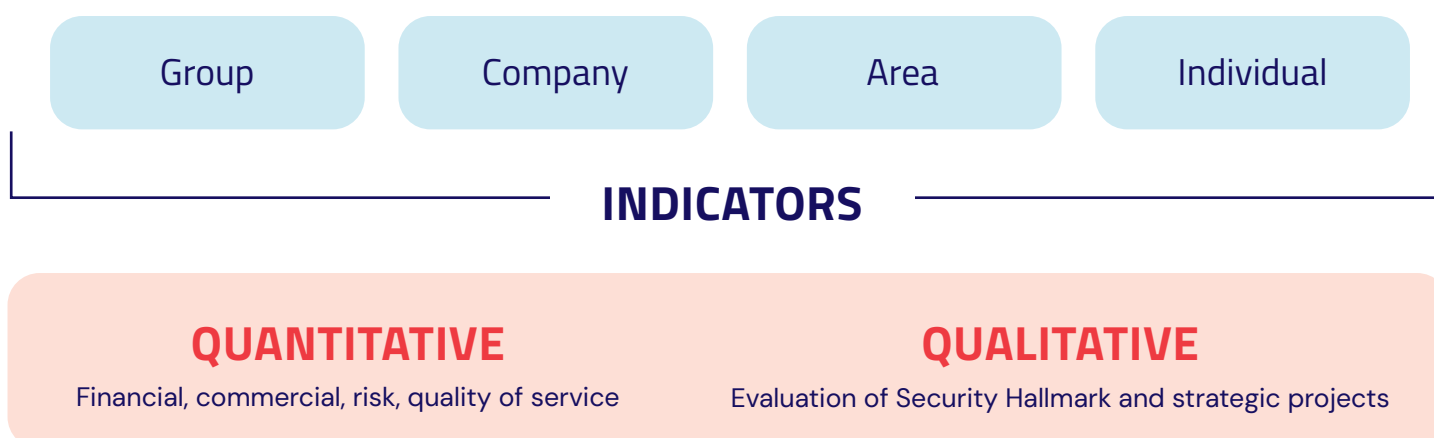 Group
Company
Area
Individual
INDICATORS
QUANTITATIVE
QUALITATIVE
Financial, commercial, risk, quality of service
Evaluation of Security Hallmark and strategic projects